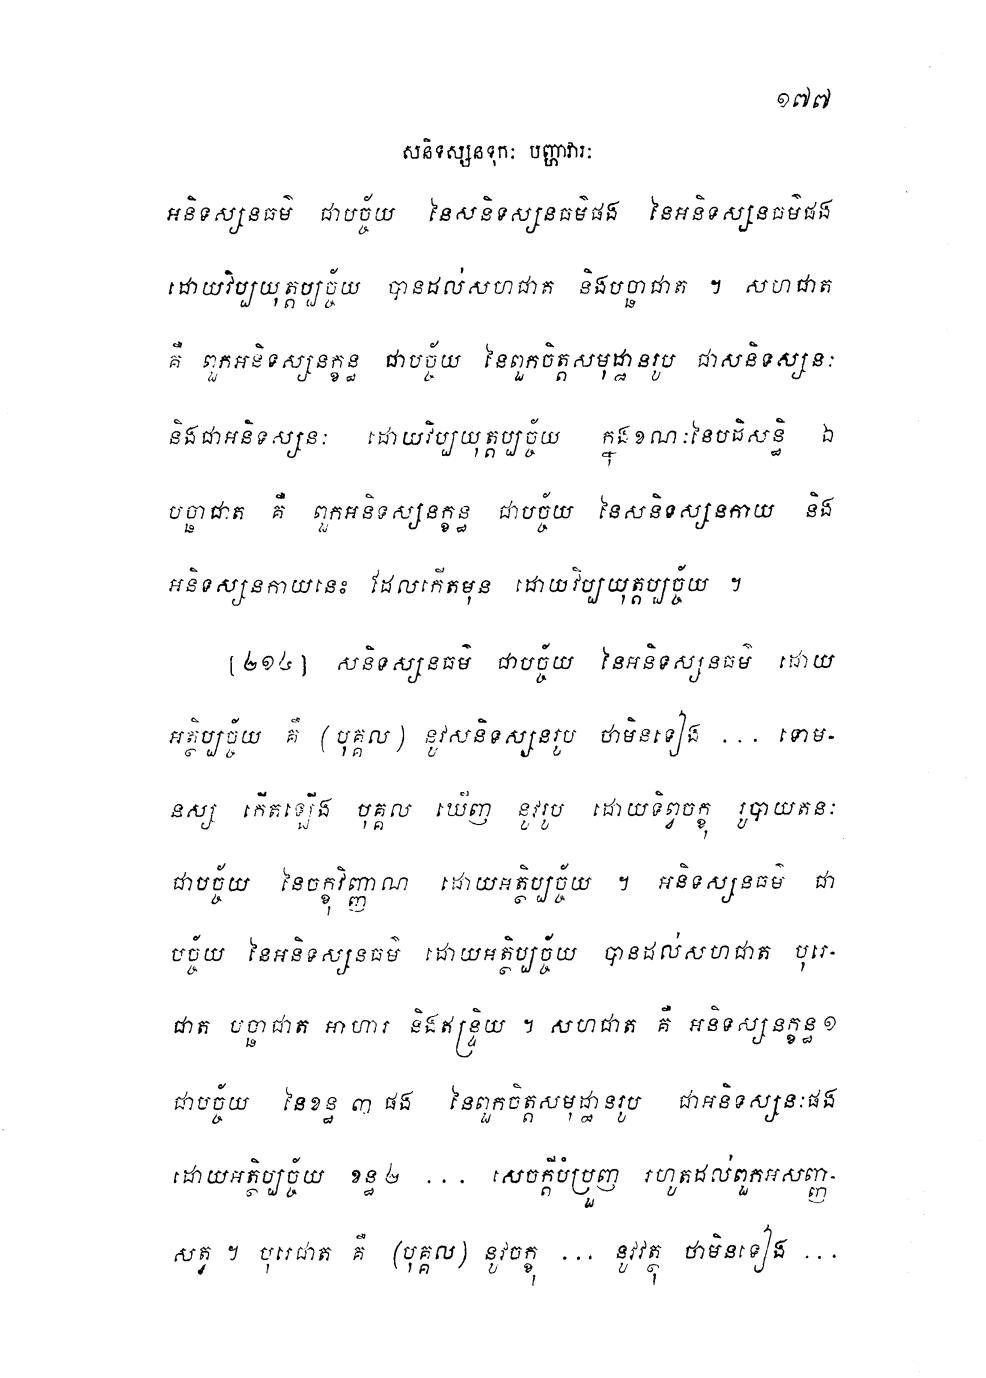 ១៧៧
សនិទស្សនទុកៈ បញ្ហាវារៈ
អនិទស្សនធម៌ ជាបច្ច័យ នៃសនិទស្សនធម៌ផង នៃអនិទស្សនធម៌ផង
ដោយវិប្បយុត្តប្បច្ច័យ បានដល់សហជាត និងបច្ឆាជាត ។ សហជាត
គឺ ពួកអនិទស្សនក្ខន្ធ ជាបច្ច័យ នៃពួកចិត្តសមុដ្ឋានរូប ជាសនិទស្សនៈ
និងជាអនិទស្សនៈ ដោយវិប្បយុត្តប្បច្ច័យ ក្នុងខណៈនៃបដិសន្ធិ ឯ
បច្ឆាជាត គឺ ពួកអនិទស្សនក្ខន្ធ ជាបច្ច័យ នៃសនិទស្សនកាយ និង
អនិទស្សនកាយនេះ ដែលកើតមុន ដោយវិប្បយុត្តប្បច្ច័យ ។
[២១៤] សនិទស្សនធម៌ ជាបច្ច័យ នៃអនិទស្សនធម៌ ដោយ
អត្ថិប្បច្ច័យ គឺ (បុគ្គល) នូវសនិទស្សនរូប ថាមិនទៀង ... ទោម-
នស្ស កើតឡើង បុគ្គល ឃើញ នូវរូប ដោយទិព្វចក្ខុ រូបាយតនៈ
ជាបច្ច័យ នៃចក្ខុវិញ្ញាណ ដោយអត្ថិប្បច្ច័យ ។ អនិទស្សនធម៌ ជា
បច្ច័យ នៃអនិទស្សនធម៌ ដោយអត្ថិប្បច្ច័យ បានដល់សហជាត បុរេ-
ជាត បច្ឆាជាត អាហារ និងឥន្ទ្រិយ ។ សហជាត គឺ អនិទស្សនក្ខន្ធ១
ជាបច្ច័យ នៃខន្ធ ៣ ផង នៃពួកចិត្តសមុដ្ឋានរូប ជាអនិទស្សនៈផង
ដោយអត្ថិប្បច្ច័យ ខន្ធ ២ ... សេចក្តីបំប្រួញ រហូតដល់ពួកអសញ្ញ-
សត្វ ។ បុរេជាត គឺ (បុគ្គល) នូវចក្ខុ ... នូវវត្ថុ ថាមិនទៀង ...